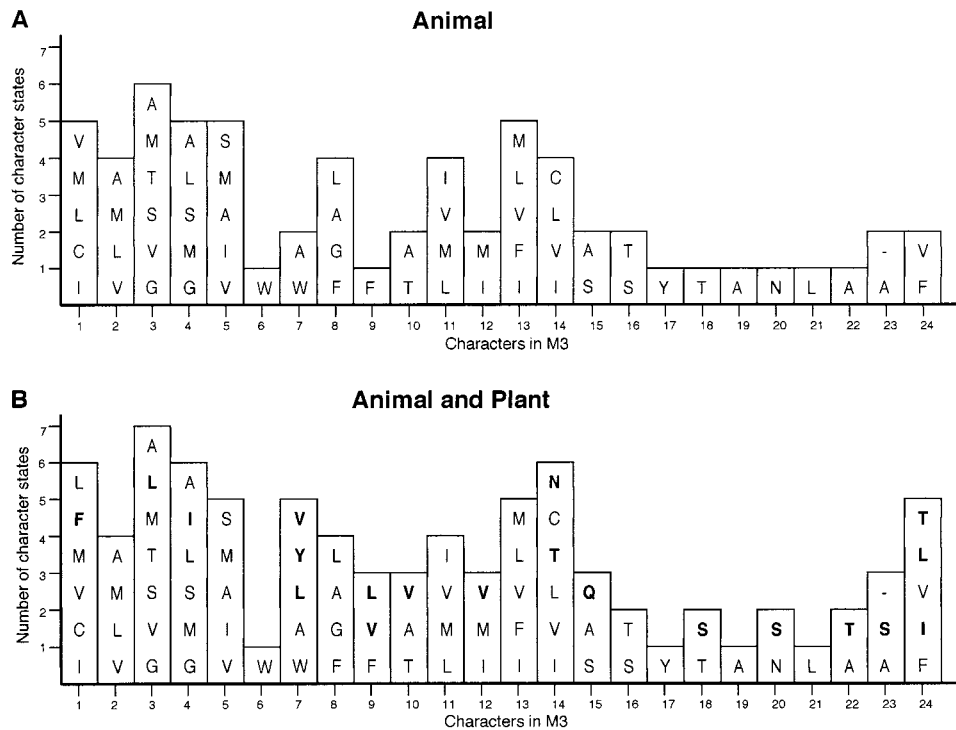 A
Animal
Number of character states
7
6
A
5
V M A S M
4
M A T L M L I L C
3
L M S S A A V V L
2
C L V M I A G A M M F V A T - V
1
I V G G V W W F F T L I I I S S Y T A N L A A F
1 2 3 4 5 6 7 8 9 10 11 12 13 14 15 16 17 18 19 20 21 22 23 24
Characters in M3
B
Animal and Plant
Number of character states
7
A
6
L L A N
5
F M I S V M C T
4
M A T L M Y L I L T L
3
V M S S A L A L V V V V L Q - V
2
C L V M I A G V A M M F V A T S S T S I
1
I V G G V W W F F T L I I I S S Y T A N L A A F
1 2 3 4 5 6 7 8 9 10 11 12 13 14 15 16 17 18 19 20 21 22 23 24
Characters in M3